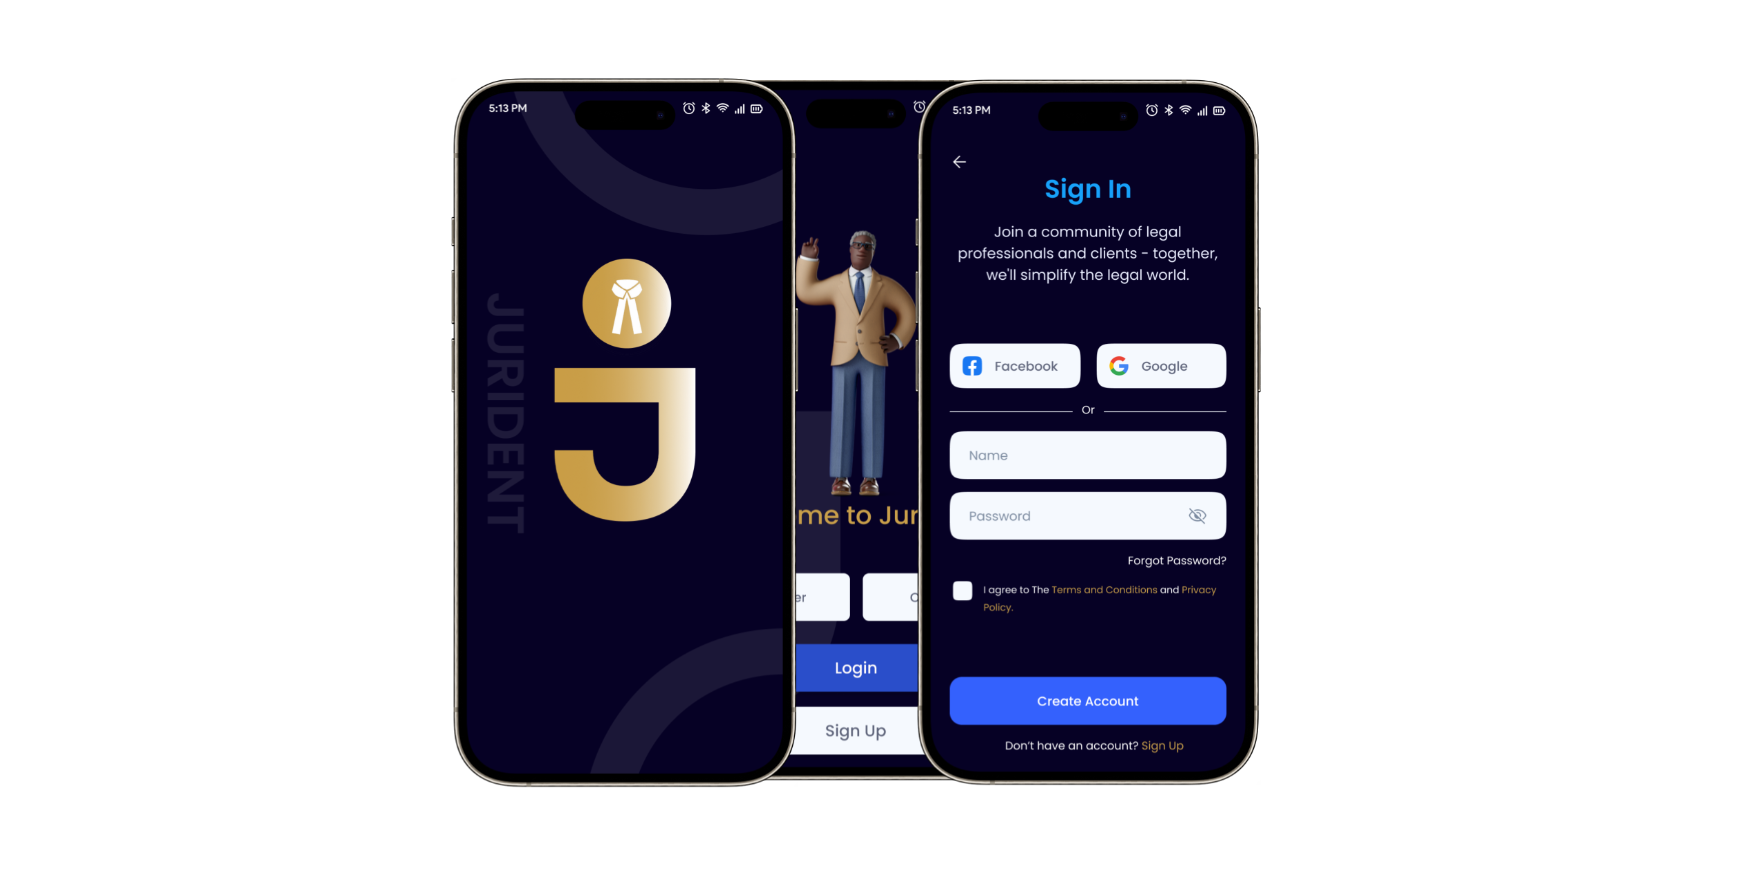 5:13 PM
JURIDENT
me to Jur
er
Login
Sign Up
5:13 PM
Sign In
Join a community of legal
professionals and clients - together,
we'll simplify the legal world.
Facebook
Google
Or
Name
Password
Forgot Password?
I agree to The Terms and Conditions and Privacy
Policy.
Create Account
Don't have an account? Sign Up